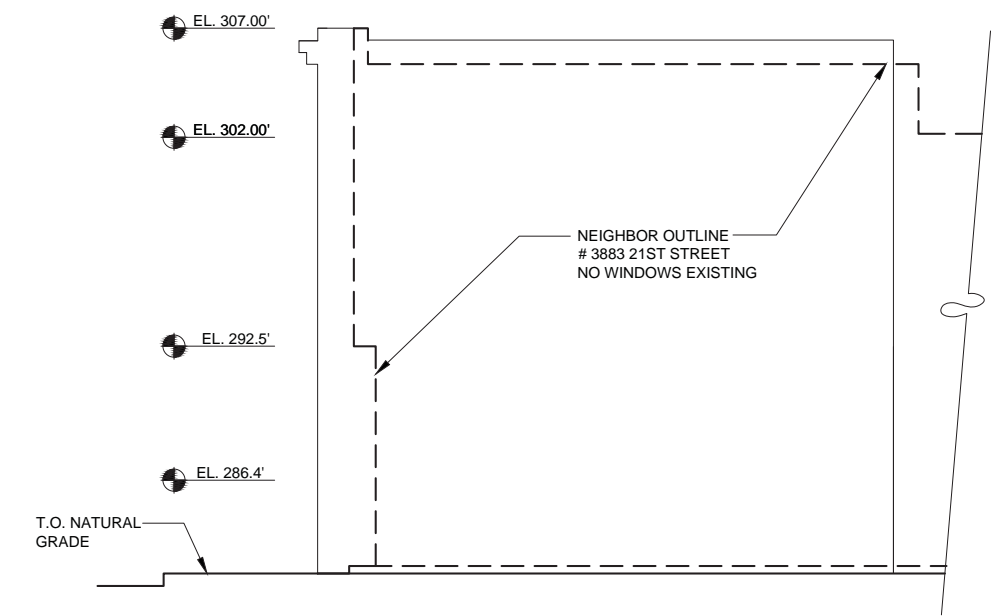 EL. 307.00'
EL. 302.00'
NEIGHBOR OUTLINE
# 3883 21ST STREET
NO WINDOWS EXISTING
EL. 292.5'
EL. 286.4'
T.O. NATURAL
GRADE